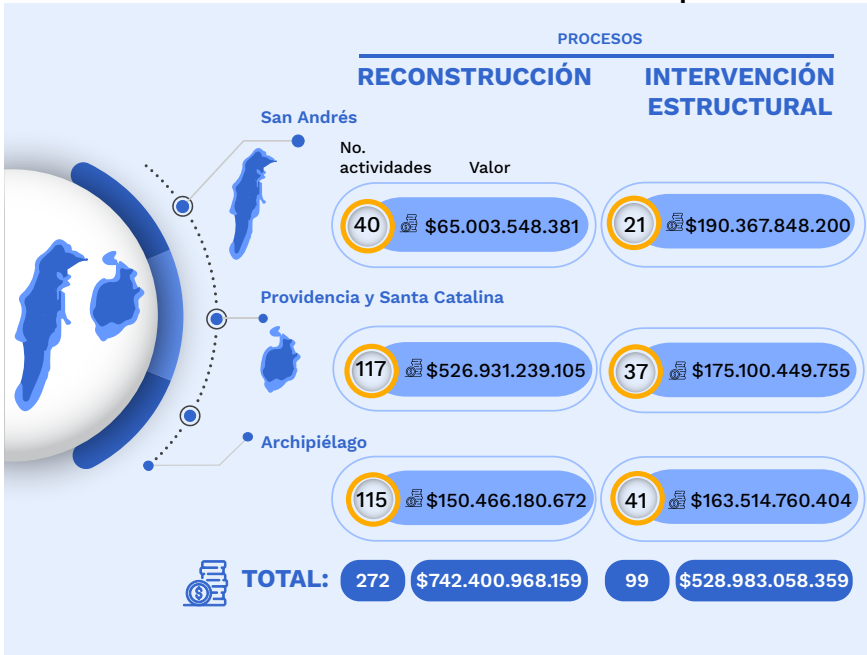 PROCESOS
RECONSTRUCCIÓN
INTERVENCIÓN
ESTRUCTURAL
San Andrés
No.
actividades Valor
40 $65.003.548.381
21 $190.367.848.200
Providencia y Santa Catalina
117 $526.931.239.105
37 $175.100.449.755
Archipiélago
115 $150.466.180.672
41 $163.514.760.404
TOTAL: 272 $742.400.968.159 99 $528.983.058.359